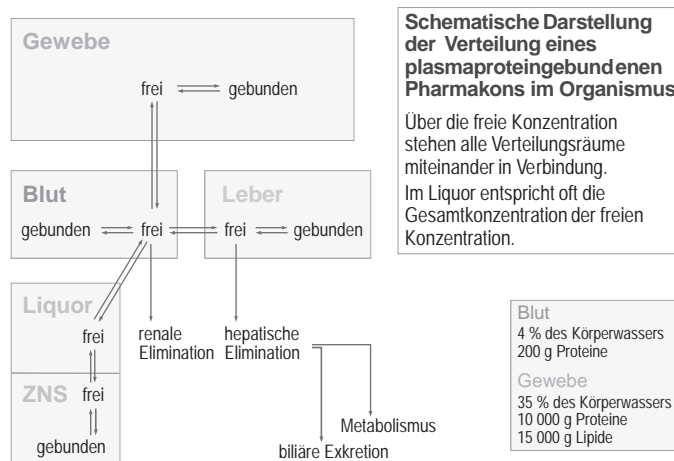 Gewebe
frei
gebunden
Blut
gebunden
frei
Leber
frei
gebunden
Liquor
frei
renale
Elimination
hepatische
Elimination
ZNS
frei
gebunden
Metabolismus
biliäre Exkretion
Schematische Darstellung
der Verteilung eines
plasmaproteingebundenen
Pharmakons im Organismus
Über die freie Konzentration
stehen alle Verteilungsräume
miteinander in Verbindung.
Im Liquor entspricht oft die
Gesamtkonzentration der freien
Konzentration.
Blut
4 % des Körperwassers
200 g Proteine
Gewebe
35 % des Körperwassers
10 000 g Proteine
15 000 g Lipide